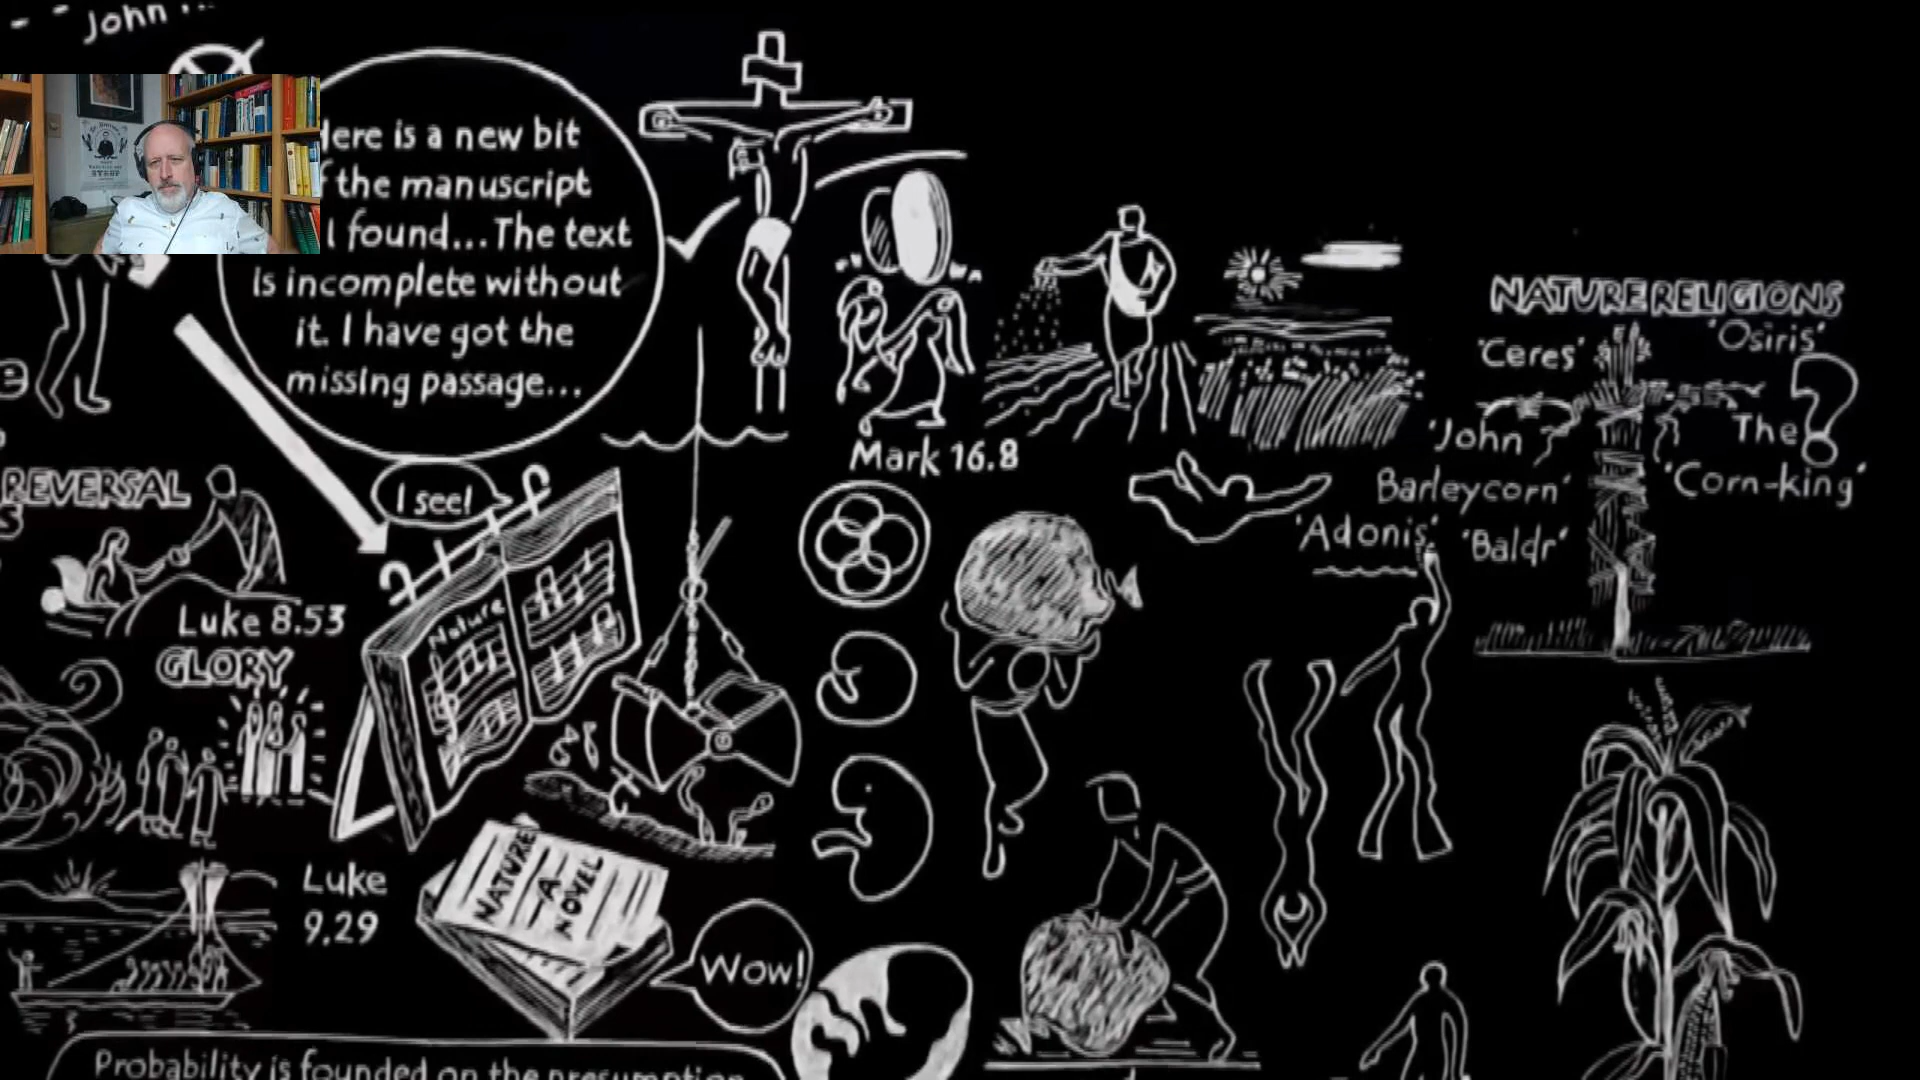 John
Here is a new bit
the manuscript
I found...The text
is incomplete without
it. I have got the
missing passage...
I see!
REVERSAL
S
Luke 8.53
GLORY
Luke
9.29
Nature
NATURE
A
NOVEL
Wow!
Mark 16.8
NATURE RELIGIONS
'Ceres'
'Osiris'
'John
Barleycorn'
The
'Corn-king'
?
'Adonis'
'Baldr'
Probability is founded on the presumption